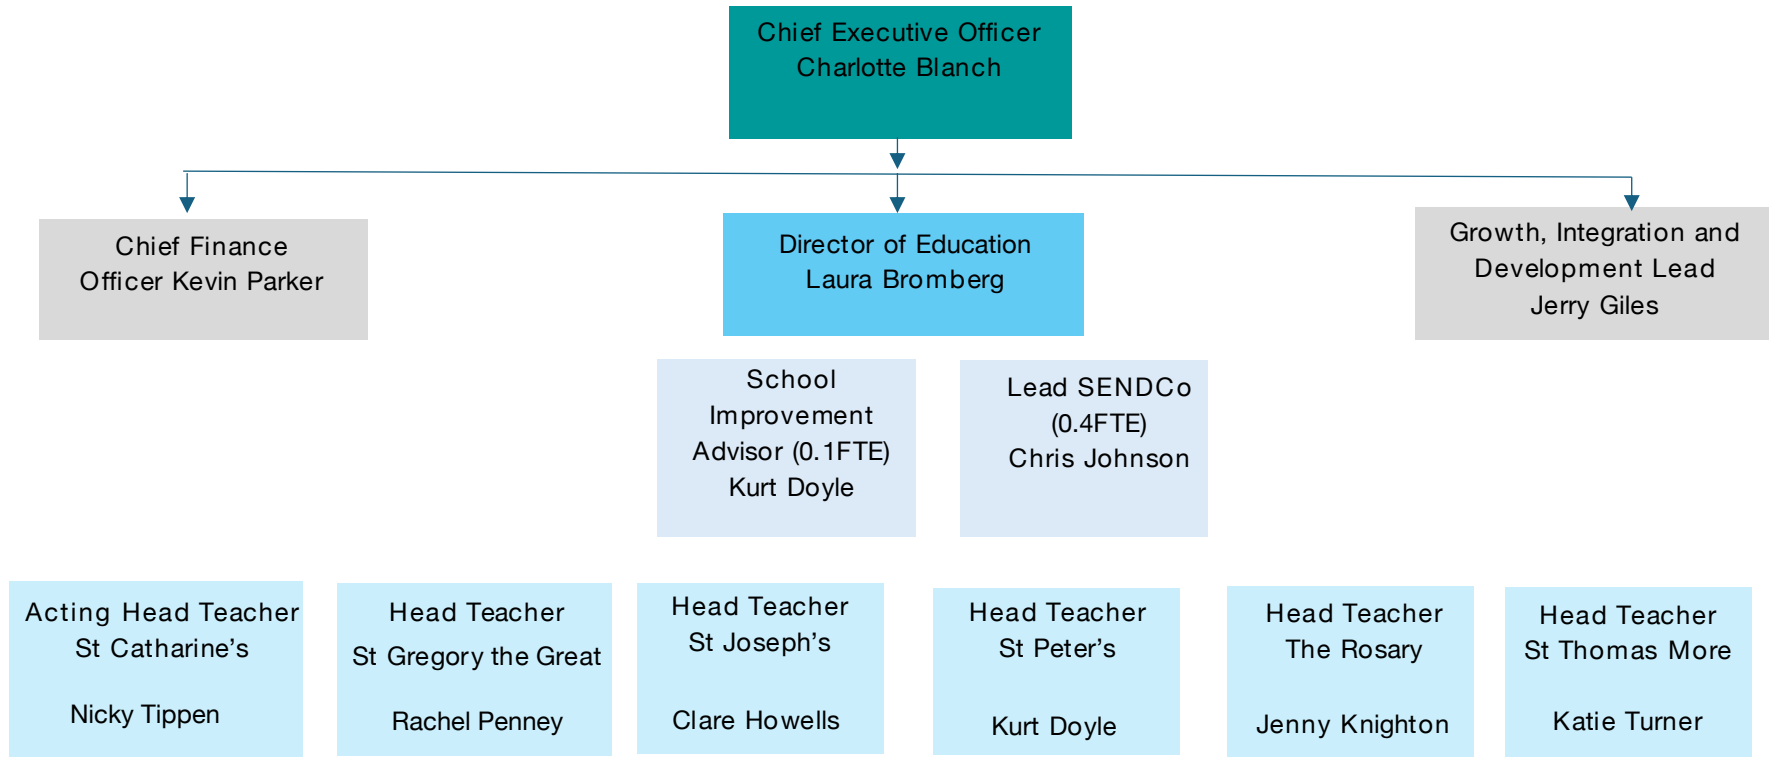 Chief Executive Officer
Charlotte Blanch
Chief Finance
Officer Kevin Parker
Director of Education
Laura Bromberg
Growth, Integration and
Development Lead
Jerry Giles
School
Improvement
Advisor (0.1FTE)
Kurt Doyle
Lead SENDCo
(0.4FTE)
Chris Johnson
Acting Head Teacher
St Catharine’s
Nicky Tippen
Head Teacher
St Gregory the Great
Rachel Penney
Head Teacher
St Joseph’s
Clare Howells
Head Teacher
St Peter’s
Kurt Doyle
Head Teacher
The Rosary
Jenny Knighton
Head Teacher
St Thomas More
Katie Turner